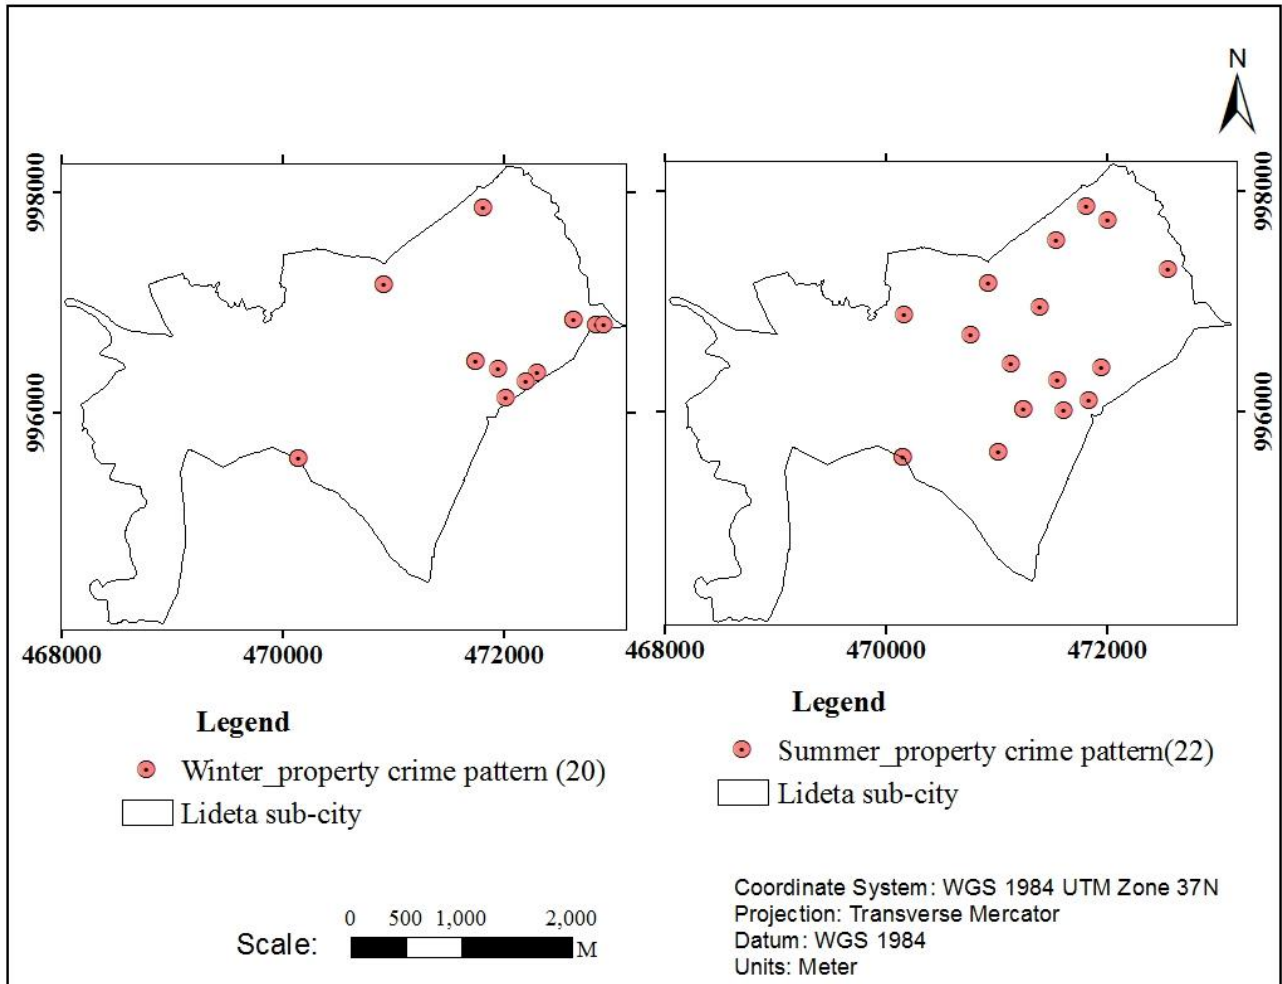 N
998000
996000
468000
470000
472000
998000
996000
468000
470000
472000
Legend
Winter_property crime pattern (20)
Lideta sub-city
Legend
Summer_property crime pattern(22)
Lideta sub-city
Scale:
0 500 1,000 2,000
M
Coordinate System: WGS 1984 UTM Zone 37N
Projection: Transverse Mercator
Datum: WGS 1984
Units: Meter